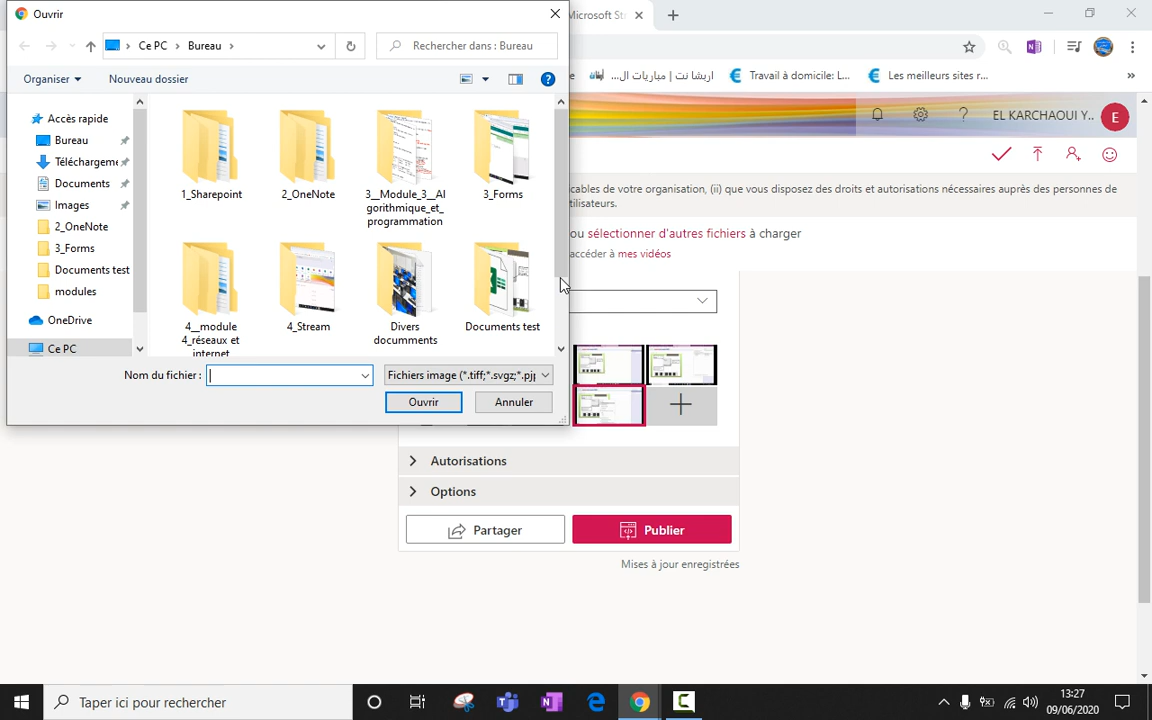 Ouvrir
Microsoft St
Ce PC > Bureau >
Rechercher dans : Bureau
Organiser
Nouveau dossier
اربشا نت | مباريات ال...
Travail à domicile: L...
Les meilleurs sites r...
»
Accès rapide
Bureau
Téléchargeme
Documents
Images
2_OneNote
3_Forms
Documents test
modules
OneDrive
Ce PC
1_Sharepoint
2_OneNote
3__Module_3__Al
gorithmique_et_
programmation
3_Forms
4__module
4_réseaux et
internet
4_Stream
Divers
documments
Documents test
Nom du fichier :
Fichiers image (*.tiff;*.svgz;*.pj
Ouvrir
Annuler
EL KARCHAOUI Y..
E
cables de votre organisation, (ii) que vous disposez des droits et autorisations nécessaires auprès des personnes de
tilisateurs.
ou sélectionner d'autres fichiers à charger
accéder à mes vidéos
Autorisations
Options
Partager
Publier
Mises à jour enregistrées
Taper ici pour rechercher
13:27
09/06/2020